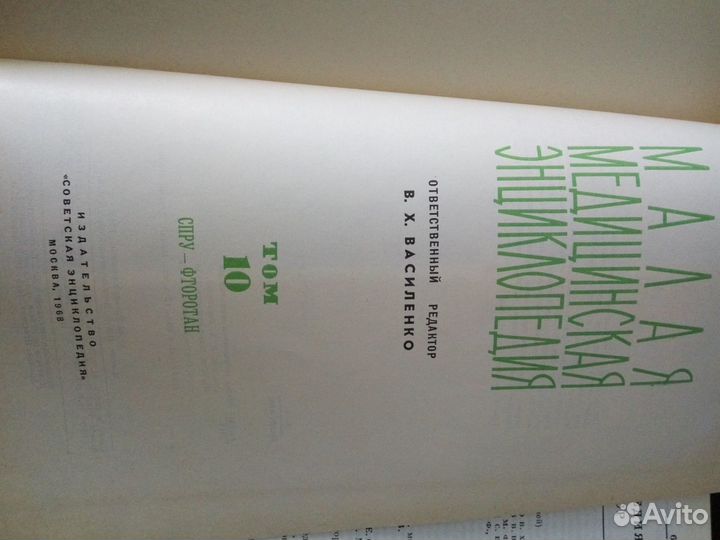 МАЛАЯ
МЕДИЦИНСКАЯ
ЭНЦИКЛОПЕДИЯ
ОТВЕТСТВЕННЫЙ РЕДАКТОР
В. Х. ВАСИЛЕНКО
ТОМ
10
СПРУ — ФТОРОТАН
ИЗДАТЕЛЬСТВО
«СОВЕТСКАЯ ЭНЦИКЛОПЕДИЯ»
МОСКВА, 1968
Avito